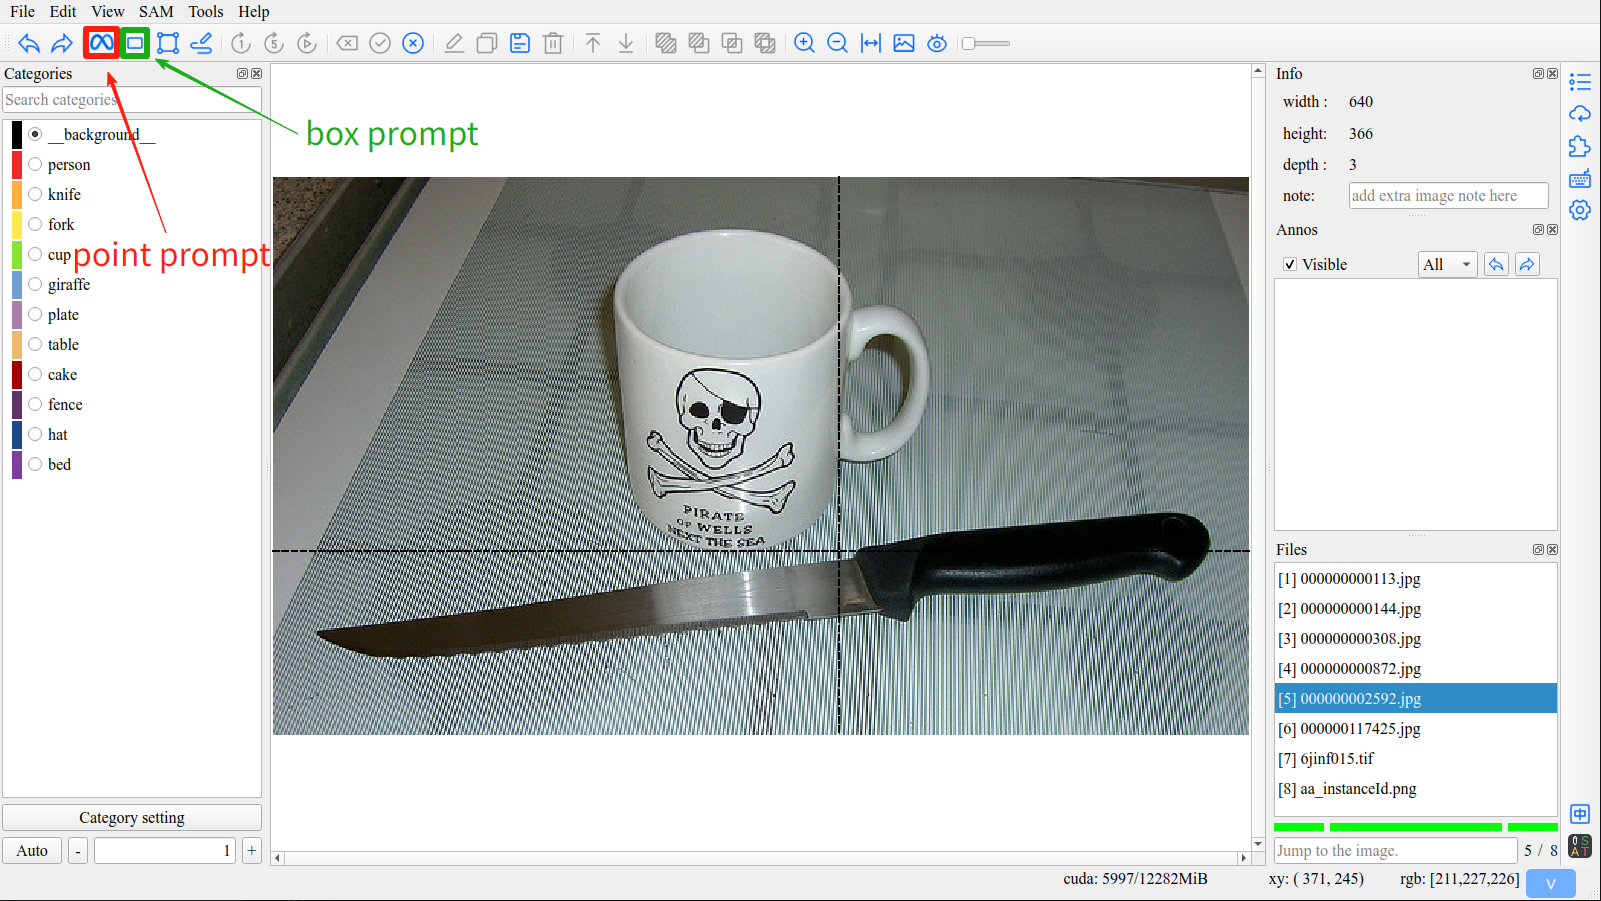 File Edit View SAM Tools Help
1 5
Categories
Search categories
__background__
person
knife
fork
cup
giraffe
plate
table
cake
fence
hat
bed
Category setting
Auto - 1 +
box prompt
point prompt
PIRATE
OF WELLS
NEXT THE SEA
Info
width : 640
height: 366
depth : 3
note: add extra image note here
Annos
Visible All
Files
[1] 000000000113.jpg
[2] 000000000144.jpg
[3] 000000000308.jpg
[4] 000000000872.jpg
[5] 000000002592.jpg
[6] 000000117425.jpg
[7] 6jinf015.tif
[8] aa_instanceId.png
Jump to the image. 5 / 8
中
I S
A T
cuda: 5997/12282MiB xy: ( 371, 245) rgb: [211,227,226] V